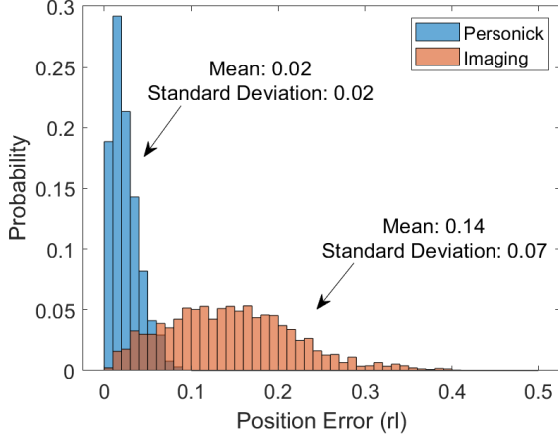 Personick
Imaging
Mean: 0.02
Standard Deviation: 0.02
Mean: 0.14
Standard Deviation: 0.07
Probability
0.3
0.25
0.2
0.15
0.1
0.05
0
0 0.1 0.2 0.3 0.4 0.5
Position Error (rl)